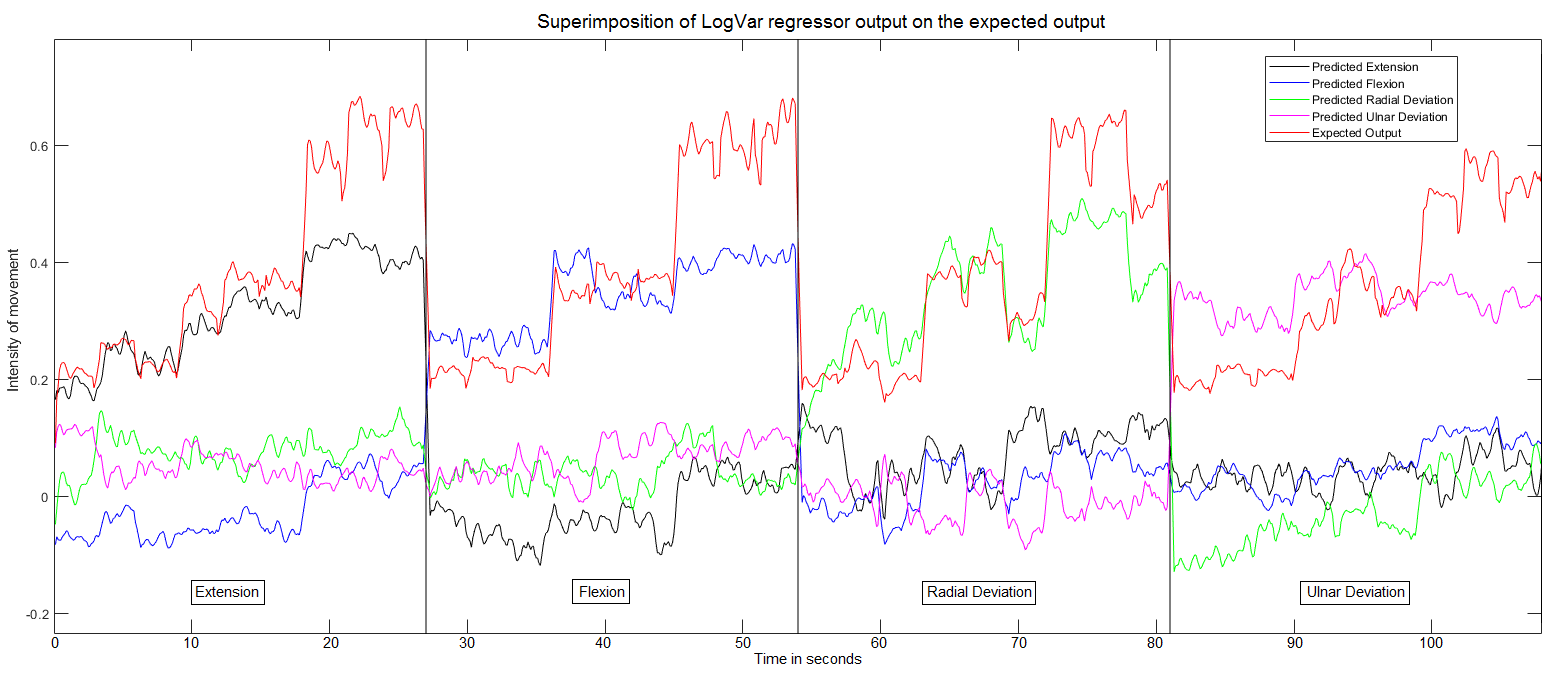 Superimposition of LogVar regressor output on the expected output
Predicted Extension
Predicted Flexion
Predicted Radial Deviation
Predicted Ulnar Deviation
Expected Output
Intensity of movement
0.6
0.4
0.2
0
-0.2
Extension
Flexion
Radial Deviation
Ulnar Deviation
0 10 20 30 40 50 60 70 80 90 100
Time in seconds